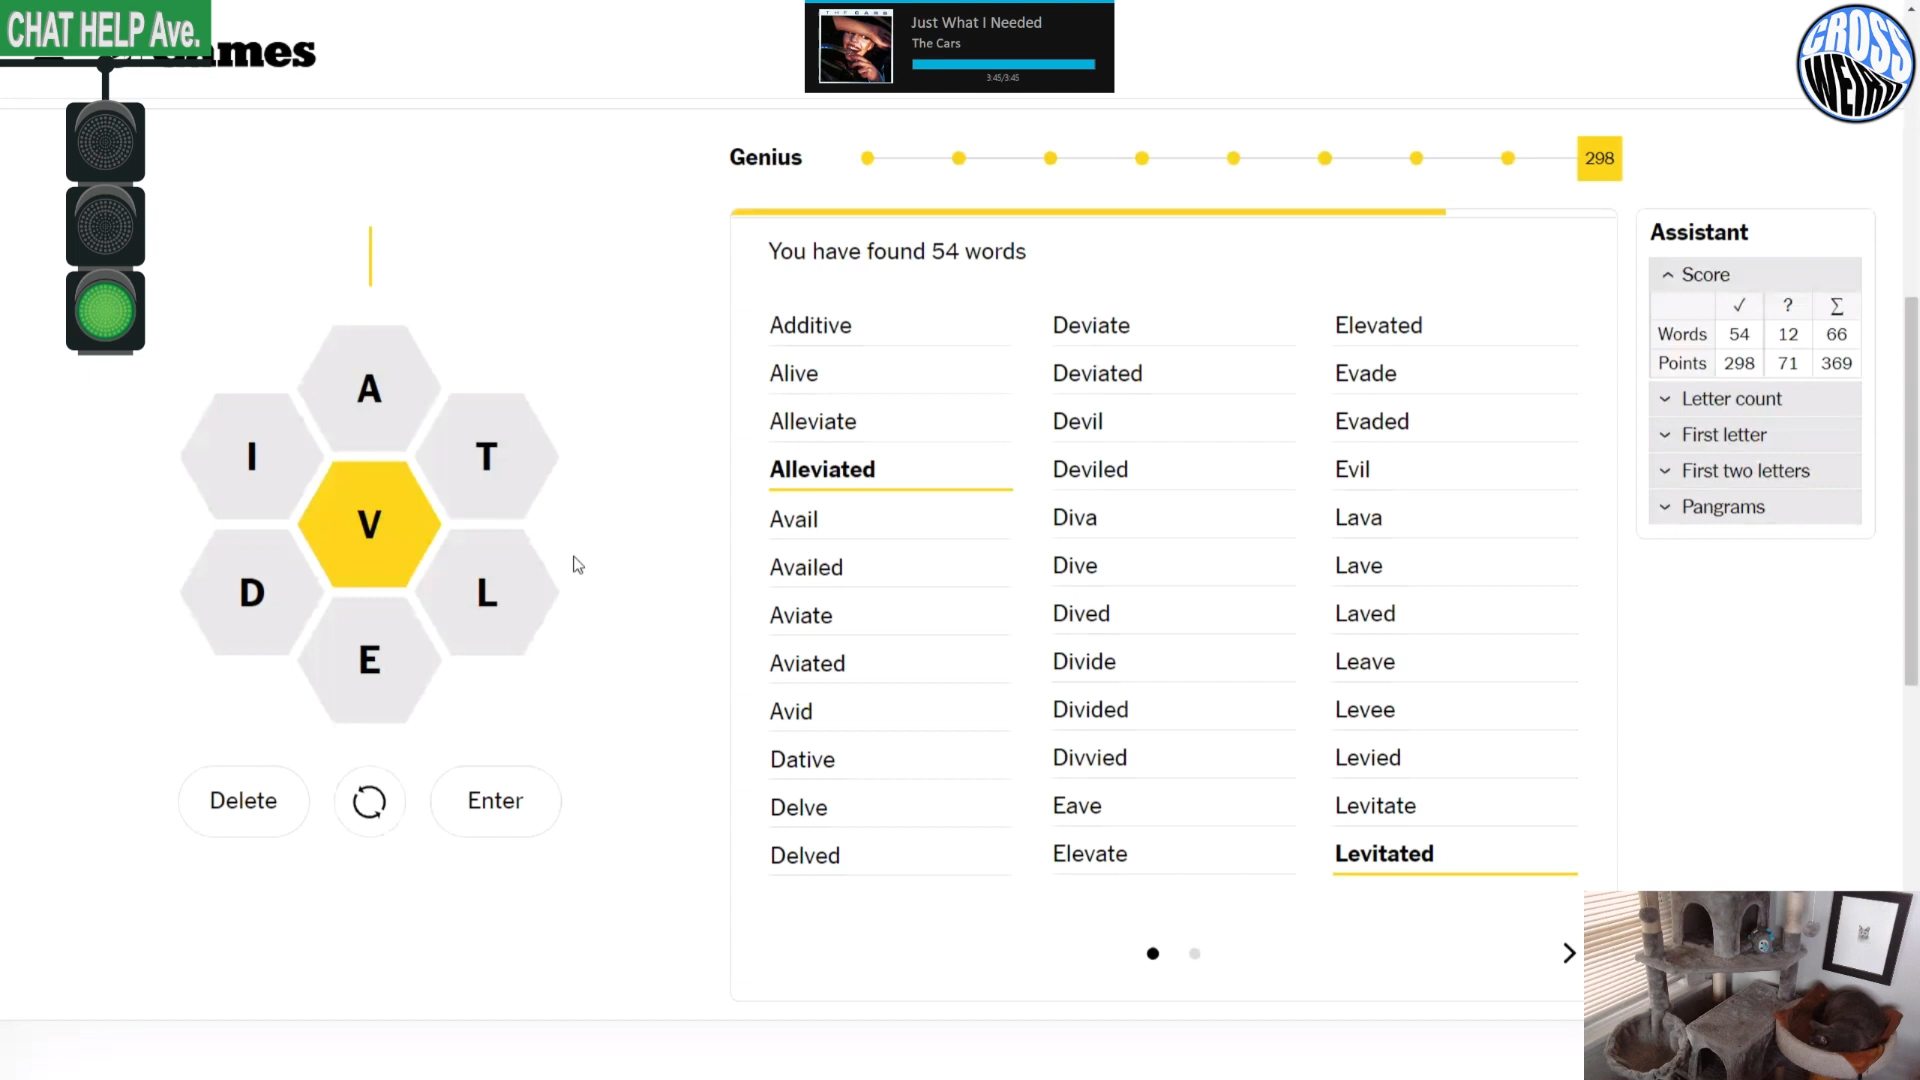 CHAT HELP Ave.
ames
Just What I Needed
The Cars
3:45/3:45
CROSS
WEIRD
Genius
298
You have found 54 words
Additive
Alive
Alleviate
Alleviated
Avail
Availed
Aviate
Aviated
Avid
Dative
Delve
Delved
Deviate
Deviated
Devil
Deviled
Diva
Dive
Dived
Divide
Divided
Divvied
Eave
Elevate
Elevated
Evade
Evaded
Evil
Lava
Lave
Laved
Leave
Levee
Levied
Levitate
Levitated
A
I
T
V
D
L
E
Delete
Enter
Assistant
Score
✓ ? ∑
Words 54 12 66
Points 298 71 369
Letter count
First letter
First two letters
Pangrams